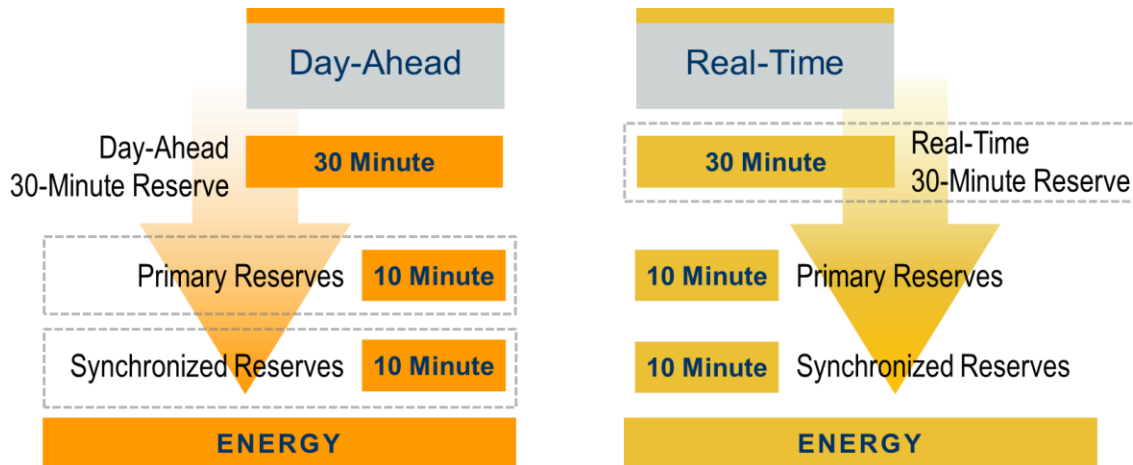 Day-Ahead
Day-Ahead
30-Minute Reserve
30 Minute
Primary Reserves
10 Minute
Synchronized Reserves
10 Minute
ENERGY
Real-Time
30 Minute
Real-Time
30-Minute Reserve
10 Minute
Primary Reserves
10 Minute
Synchronized Reserves
ENERGY